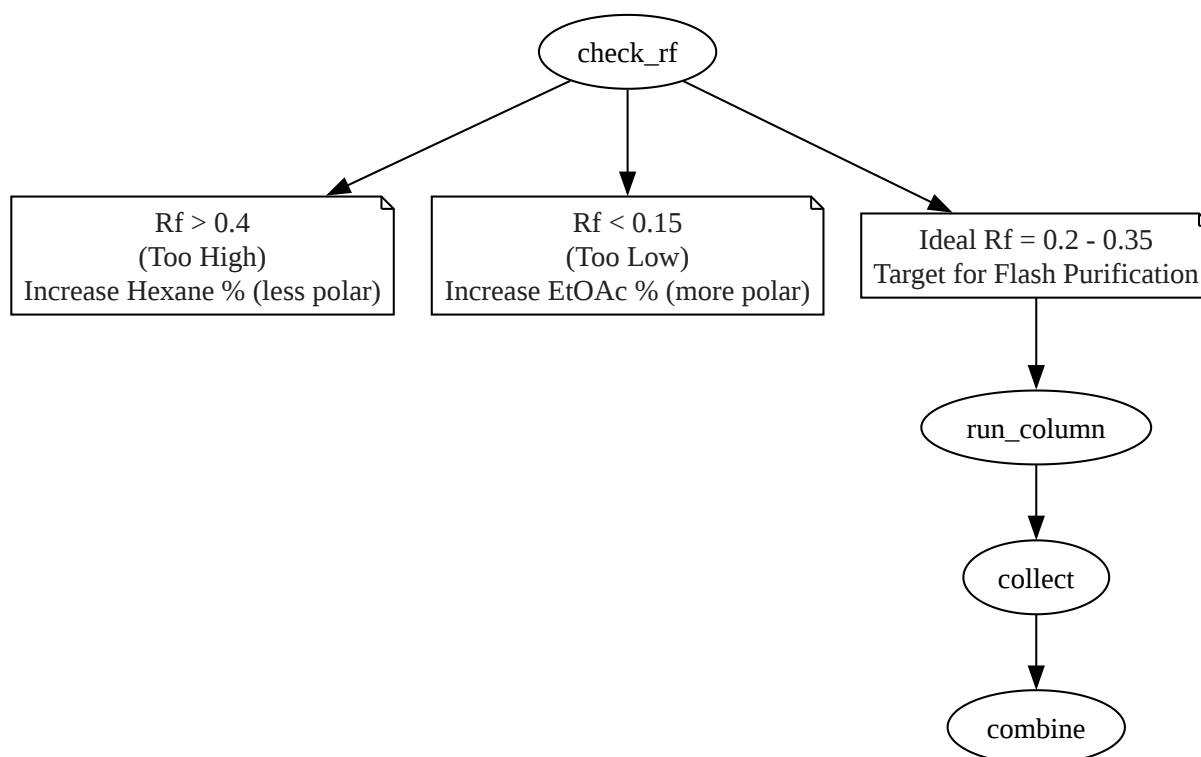 check_rf
Rf > 0.4
(Too High)
Increase Hexane % (less polar)
Rf < 0.15
(Too Low)
Increase EtOAc % (more polar)
Ideal Rf = 0.2 - 0.35
Target for Flash Purification
run_column
collect
combine